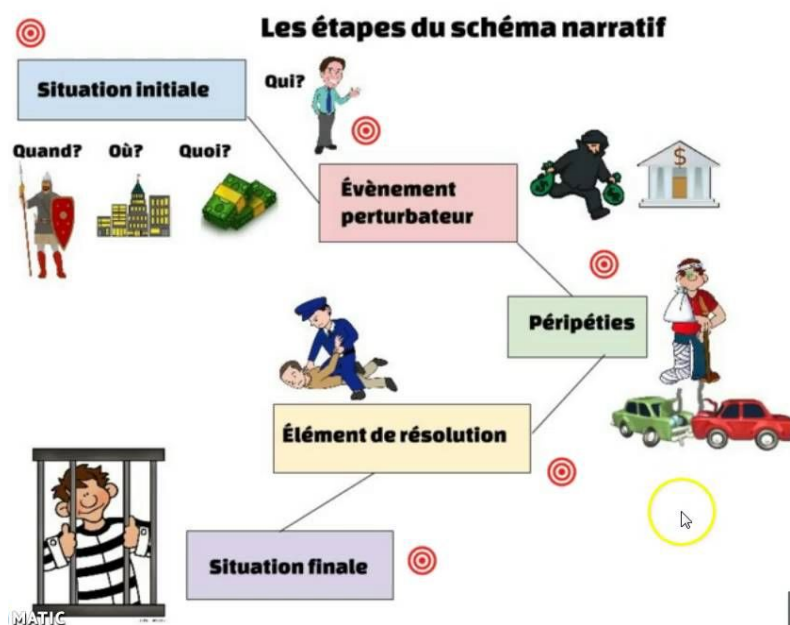 Les étapes du schéma narratif
Situation initiale
Qui?
Quand? Où? Quoi?
Évènement
perturbateur
$
Péripéties
Élément de résolution
Situation finale
MATIC